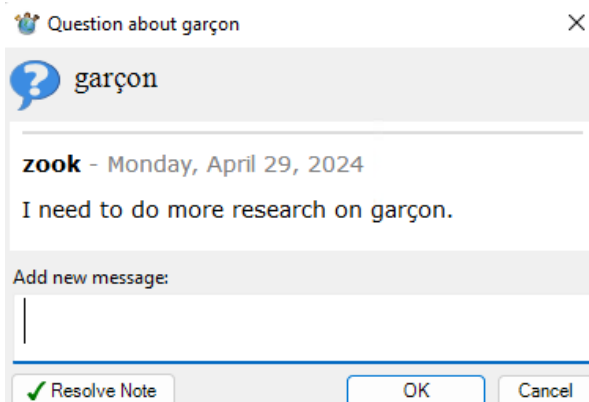 Question about garçon
garçon
zook - Monday, April 29, 2024
I need to do more research on garçon.
Add new message:
Resolve Note OK Cancel